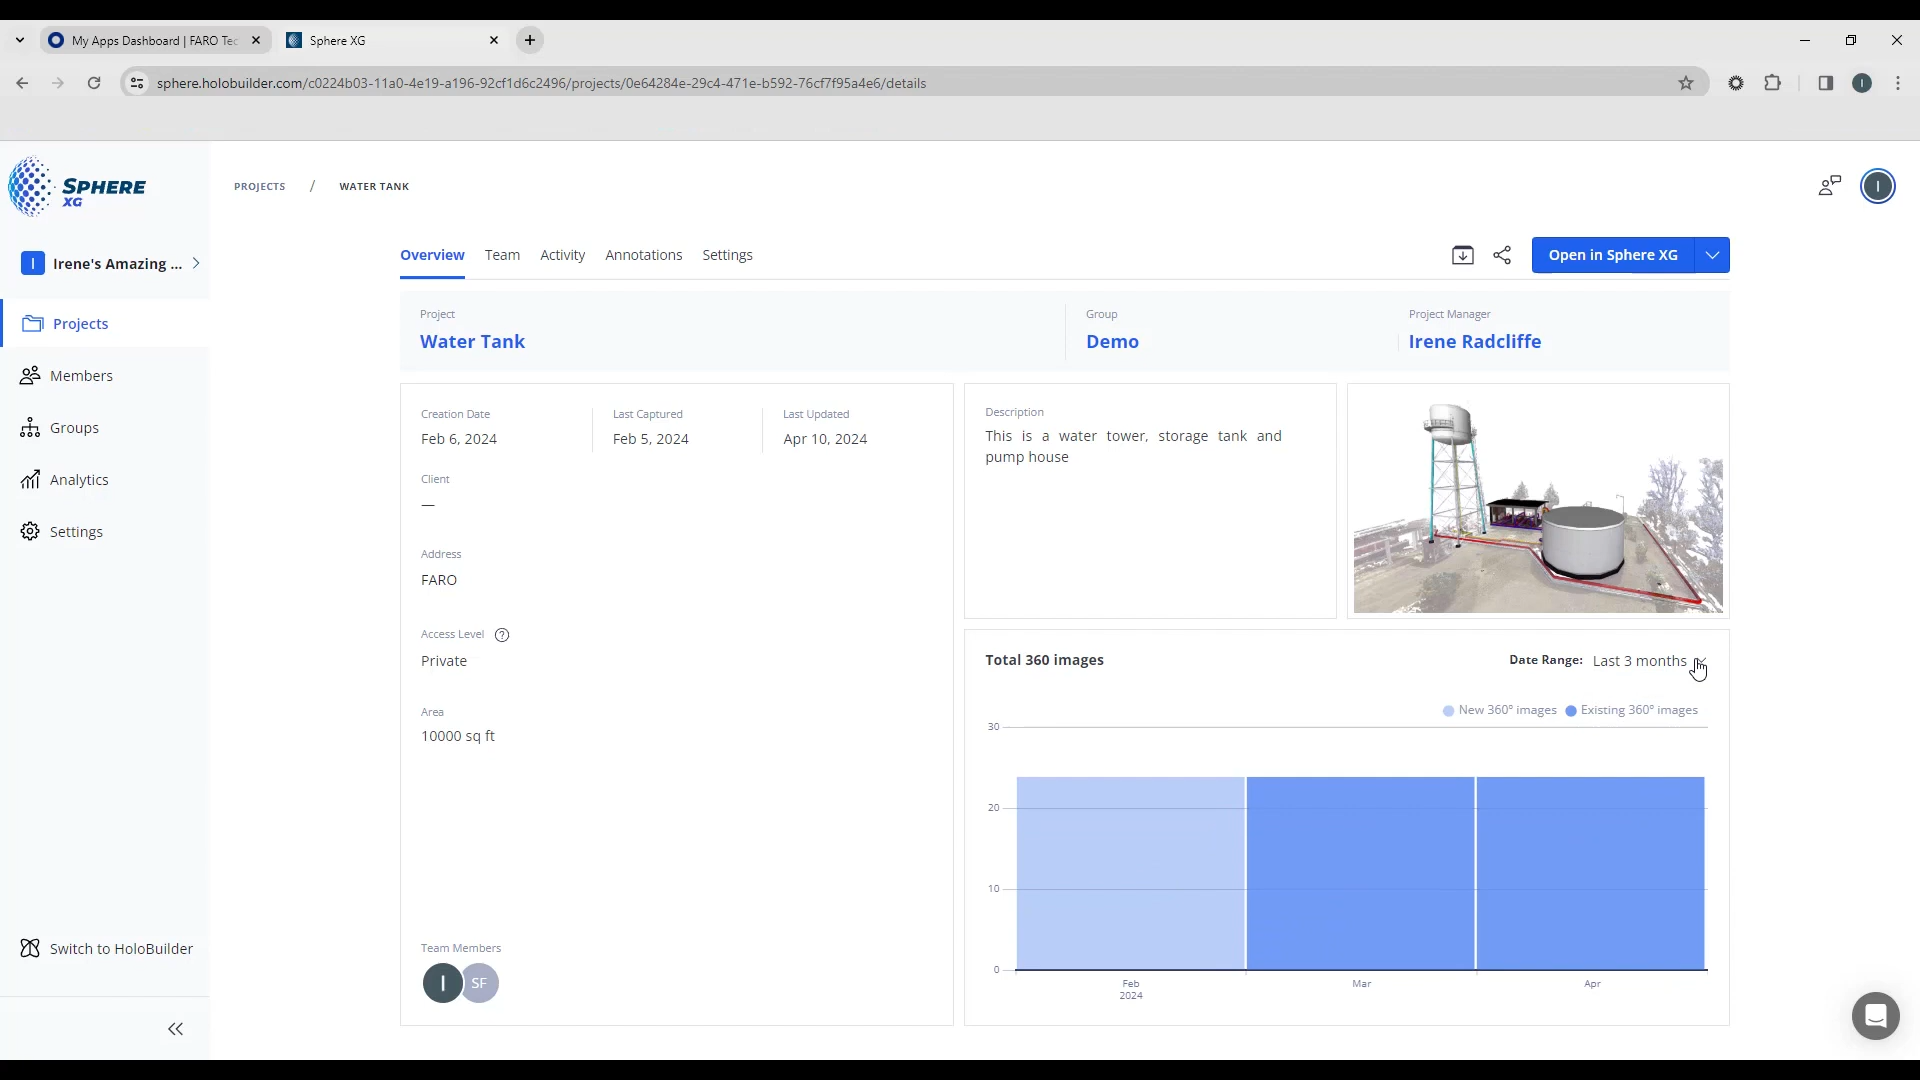 My Apps Dashboard | FARO Tec
Sphere XG
sphere.holobuilder.com/c0224b03-11a0-4e19-a196-92cf1d6c2496/projects/0e64284e-29c4-471e-b592-76cf7f95a4e6/details
I
SPHERE
XG
PROJECTS / WATER TANK
I
I Irene's Amazing ...
Projects
Members
Groups
Analytics
Settings
Switch to HoloBuilder
Overview Team Activity Annotations Settings
Open in Sphere XG
Project
Water Tank
Group
Demo
Project Manager
Irene Radcliffe
Creation Date
Feb 6, 2024
Last Captured
Feb 5, 2024
Last Updated
Apr 10, 2024
Client
—
Address
FARO
Access Level ?
Private
Area
10000 sq ft
Team Members
I SF
Description
This is a water tower, storage tank and
pump house
Total 360 images
Date Range: Last 3 months
New 360° images Existing 360° images
30
20
10
0
Feb
2024
Mar
Apr